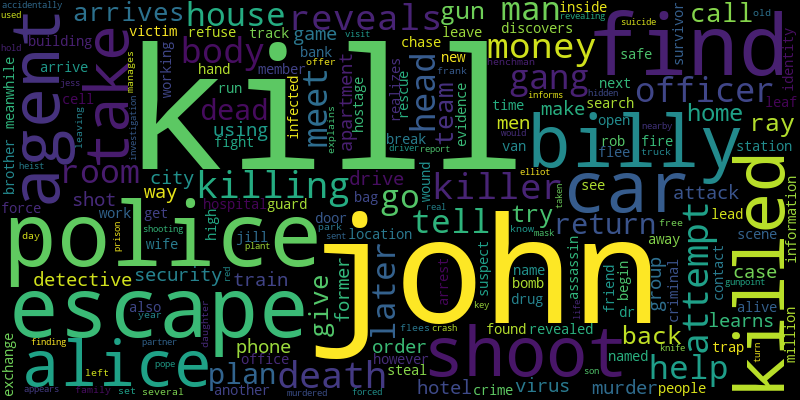 accidentally
used
arrives
house
reveals
gun
man
inside
revealing
suicide
call
old
victim
refuse
track
game
leave
discovers
hold
building
hand
bank
chase
money
safe
survivor
identity
arrive
agent
take
working
body
member
offer
new
frank
henchman
find
meanwhile
cell
run
meet
head
gang
officer
next
leaf
brother
jess
leaving
kill
dead
infected
explains
apartment
hostage
rescue
realizes
team
evidence
time
make
search
hidden
home
investigation
manages
using
fight
break
men
open
nearby
ray
heist
room
city
driver
report
informs
van
rob
fire
station
would
flee
truck
billy
force
shot
way
killing
drive
wound
killer
elliot
car
see
attack
work
get
hospital
guard
bag
go
real
try
taken
lead
free
away
information
day
police
wife
high
door
park
tell
know
mask
return
scene
prison
shooting
jill
location
sent
john
assassin
contact
detective
security
train
plant
give
former
later
arrest
suspect
name
bomb
friend
begin
group
criminal
attempt
case
gunpoint
killed
also
year
red
drug
dr
life
learns
key
escape
daughter
found
revealed
alive
million
exchange
finding
partner
phone
order
flees
crash
shoot
back
knife
trap
turn
alice
office
however
named
left
pope
plan
death
steal
help
appears
family
set
several
another
murdered
forced
hotel
crime
virus
son
murder
people